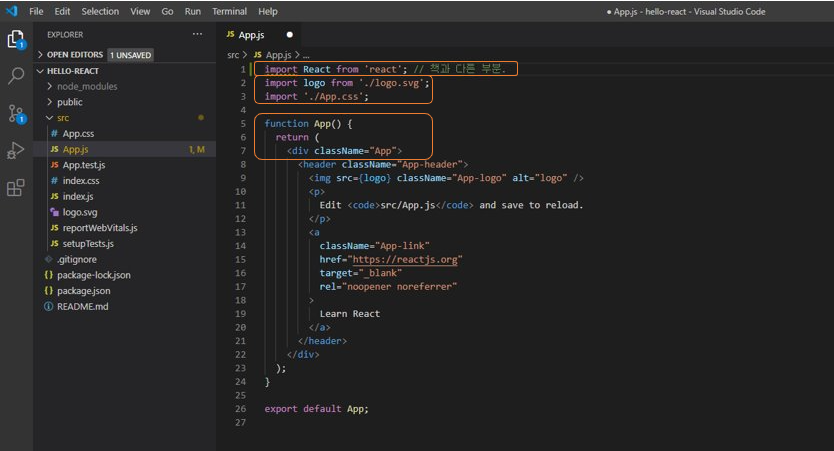 File Edit Selection View Go Run Terminal Help
● App.js - hello-react - Visual Studio Code
EXPLORER ...
OPEN EDITORS 1 UNSAVED
HELLO-REACT
node_modules
public
src
# App.css
JS App.js 1, M
JS App.test.js
# index.css
JS index.js
logo.svg
JS reportWebVitals.js
JS setupTests.js
.gitignore
{} package-lock.json
{} package.json
README.md
1
1
JS App.js ●
src > JS App.js > ...
1 import React from 'react'; // 책과 다른 부분.
2 import logo from './logo.svg';
3 import './App.css';
4
5 function App() {
6 return (
7 <div className="App">
8 <header className="App-header">
9 <img src={logo} className="App-logo" alt="logo" />
10 <p>
11 Edit <code>src/App.js</code> and save to reload.
12 </p>
13 <a
14 className="App-link"
15 href="https://reactjs.org"
16 target="_blank"
17 rel="noopener noreferrer"
18 >
19 Learn React
20 </a>
21 </header>
22 </div>
23 );
24 }
25
26 export default App;
27